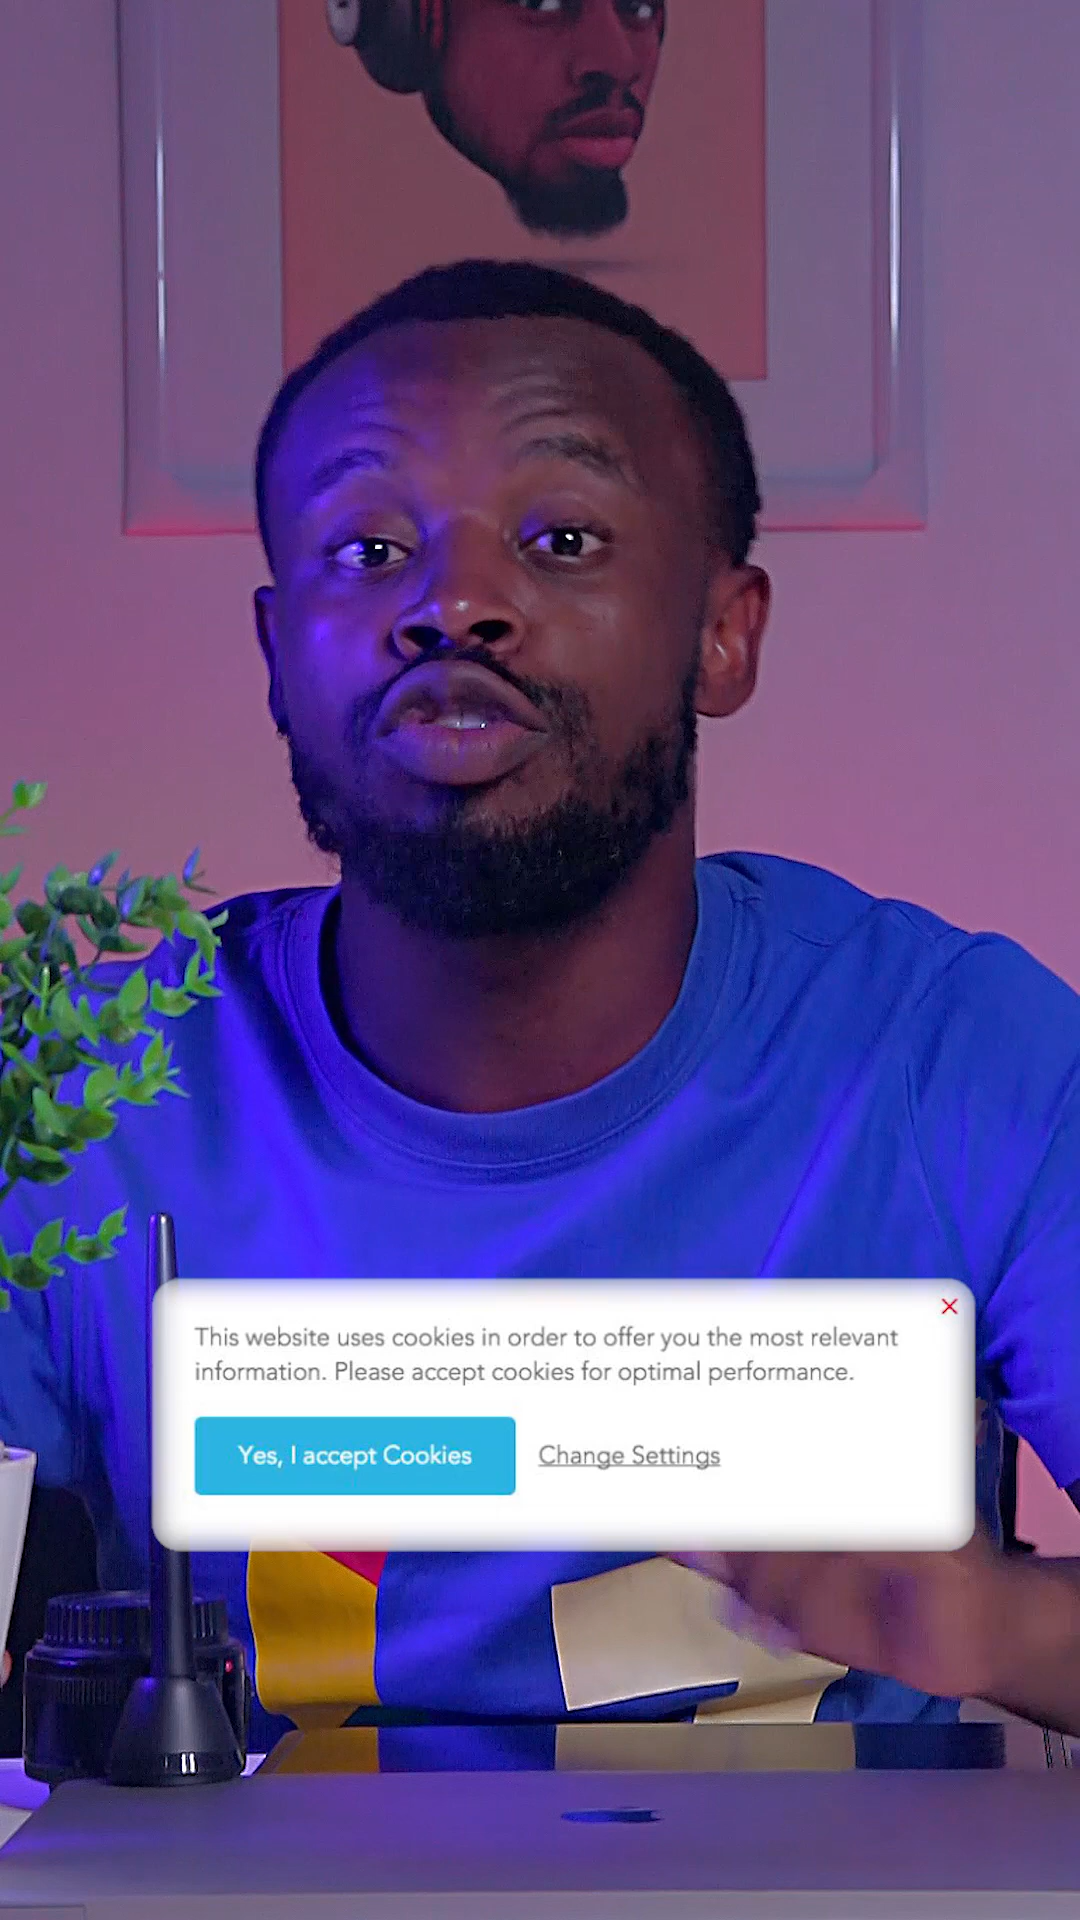 This website uses cookies in order to offer you the most relevant
information. Please accept cookies for optimal performance.
Yes, I accept Cookies
Change Settings